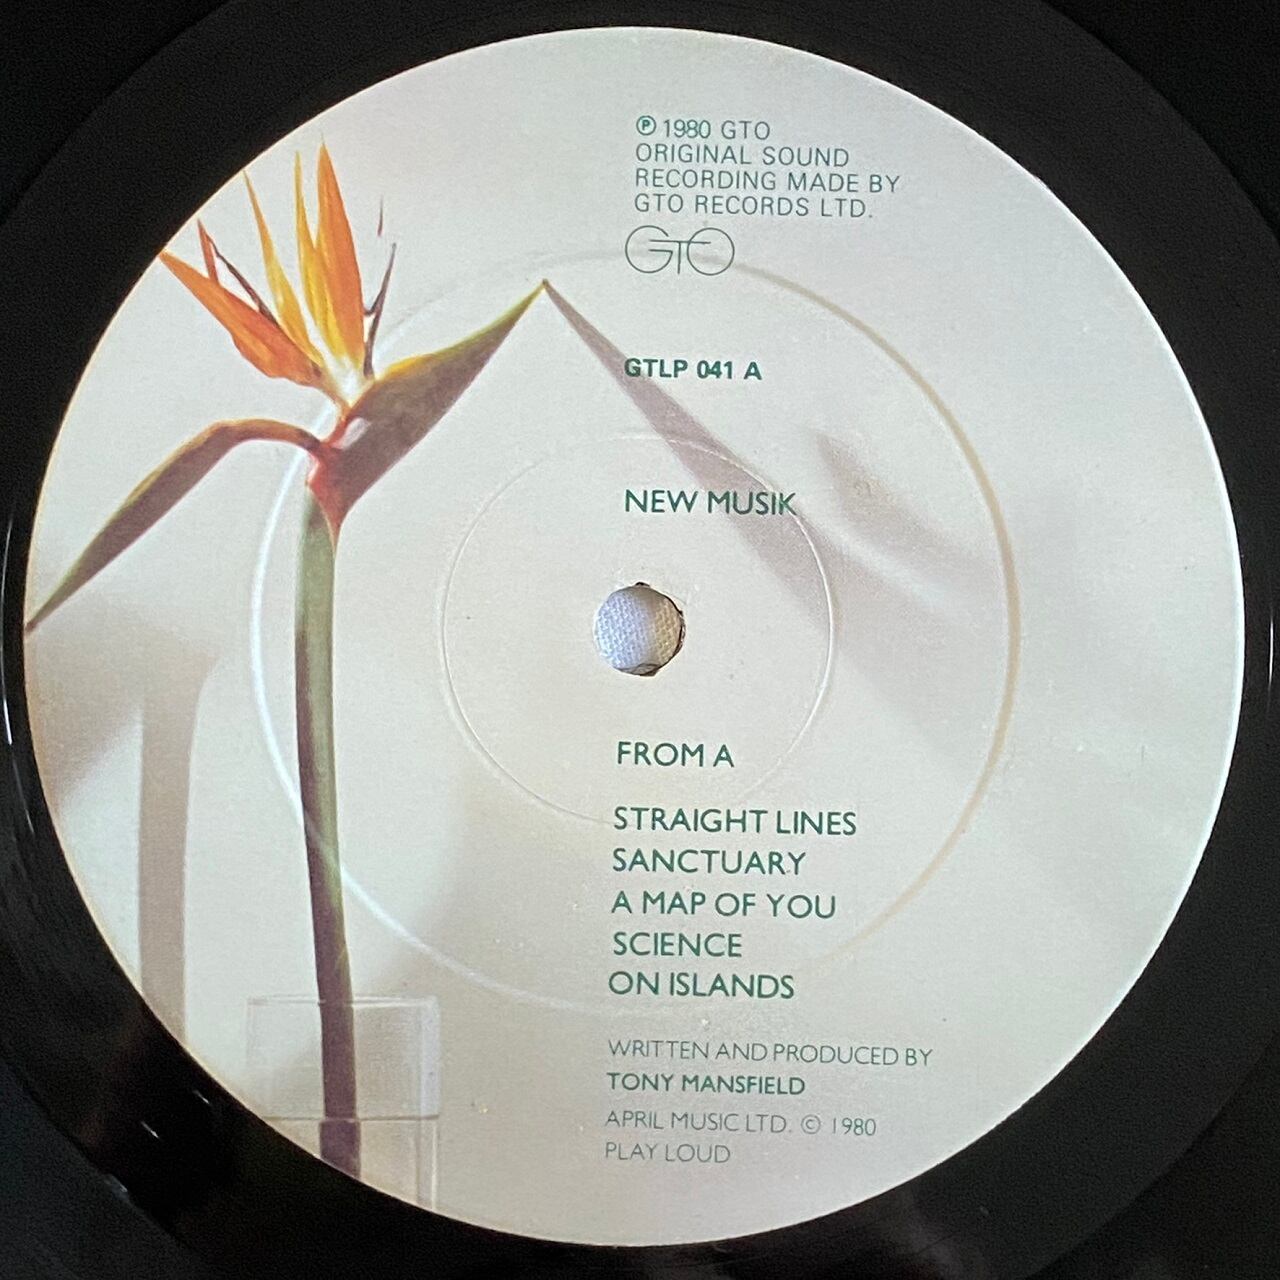 ℗ 1980 GTO
ORIGINAL SOUND
RECORDING MADE BY
GTO RECORDS LTD.
GTO
GTLP 041 A
NEW MUSIK
FROM A
STRAIGHT LINES
SANCTUARY
A MAP OF YOU
SCIENCE
ON ISLANDS
WRITTEN AND PRODUCED BY
TONY MANSFIELD
APRIL MUSIC LTD. © 1980
PLAY LOUD